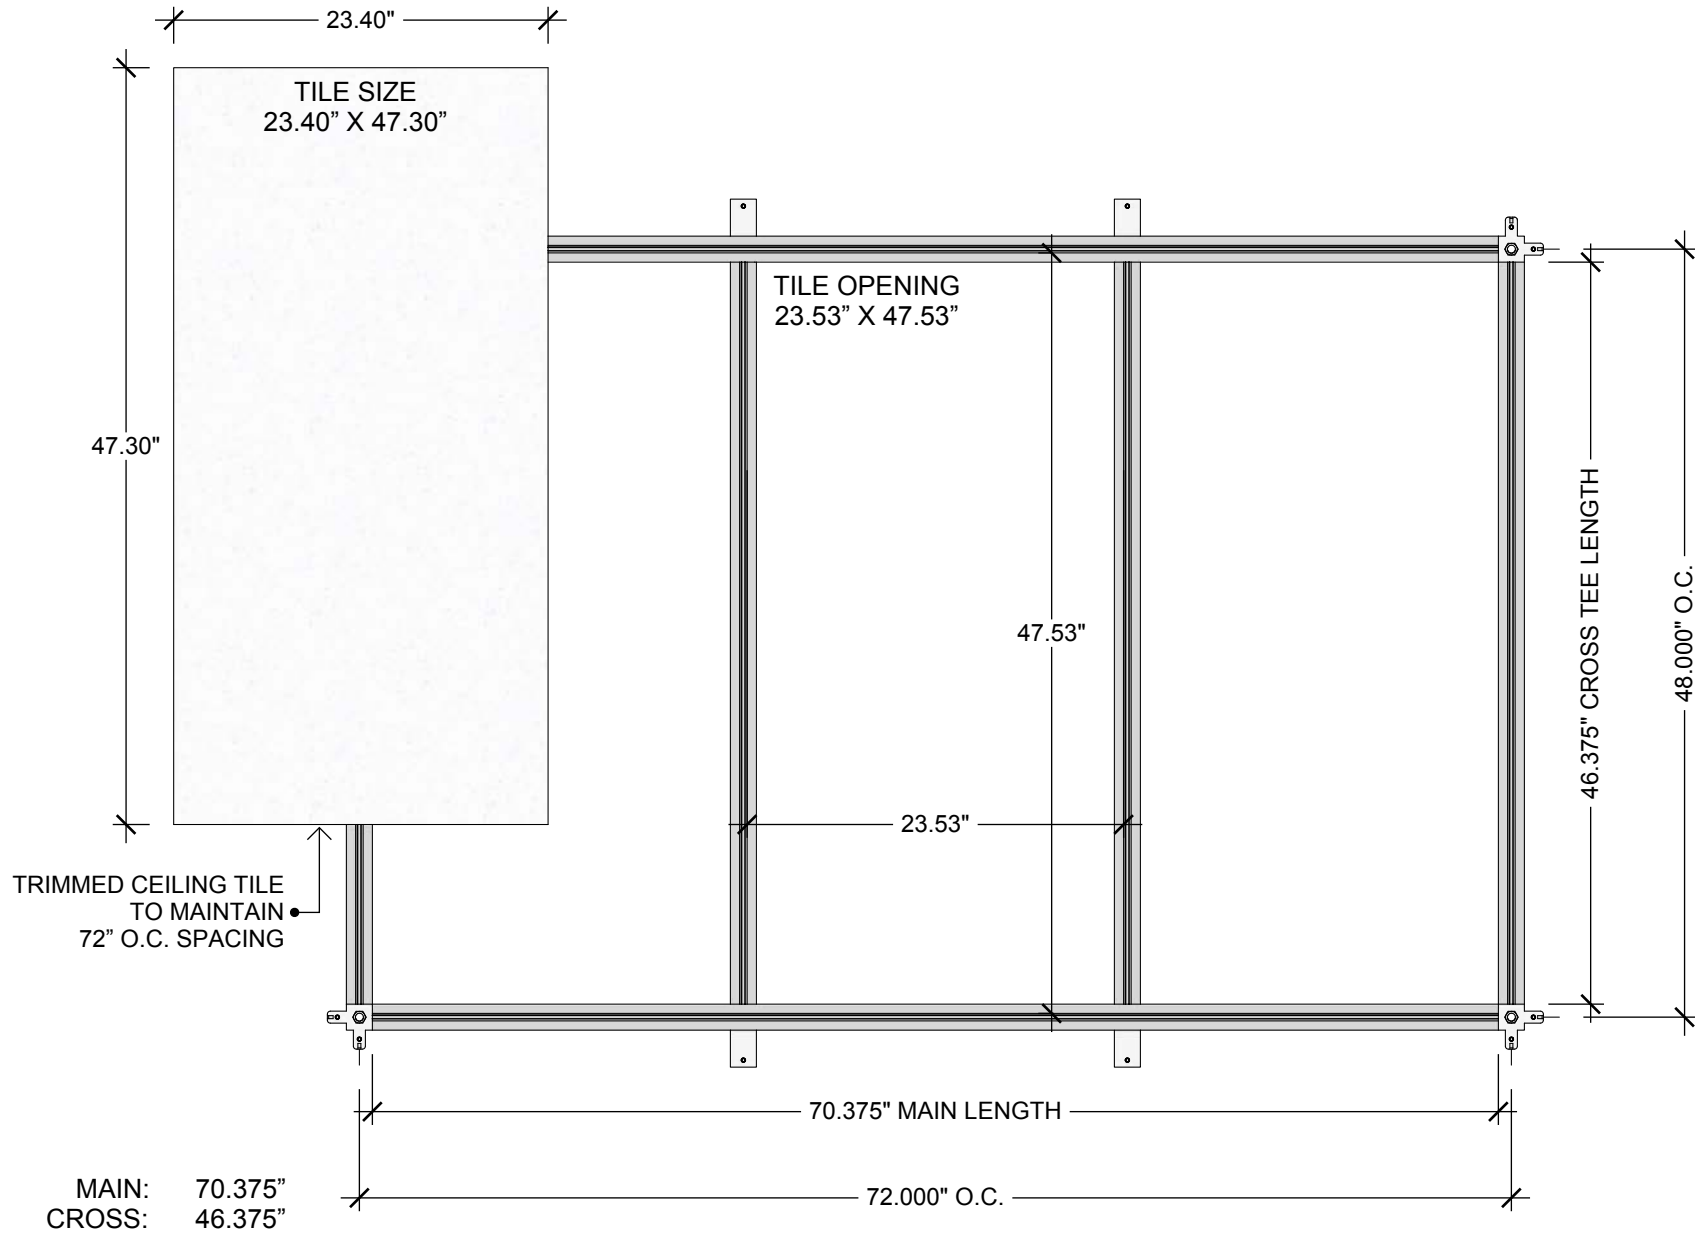 23.40"
TILE SIZE
23.40” X 47.30”
TILE OPENING
23.53” X 47.53”
47.30"
47.53"
46.375" CROSS TEE LENGTH
48.000" O.C.
23.53"
TRIMMED CEILING TILE
TO MAINTAIN
72” O.C. SPACING
70.375" MAIN LENGTH
72.000" O.C.
MAIN: 70.375”
CROSS: 46.375”